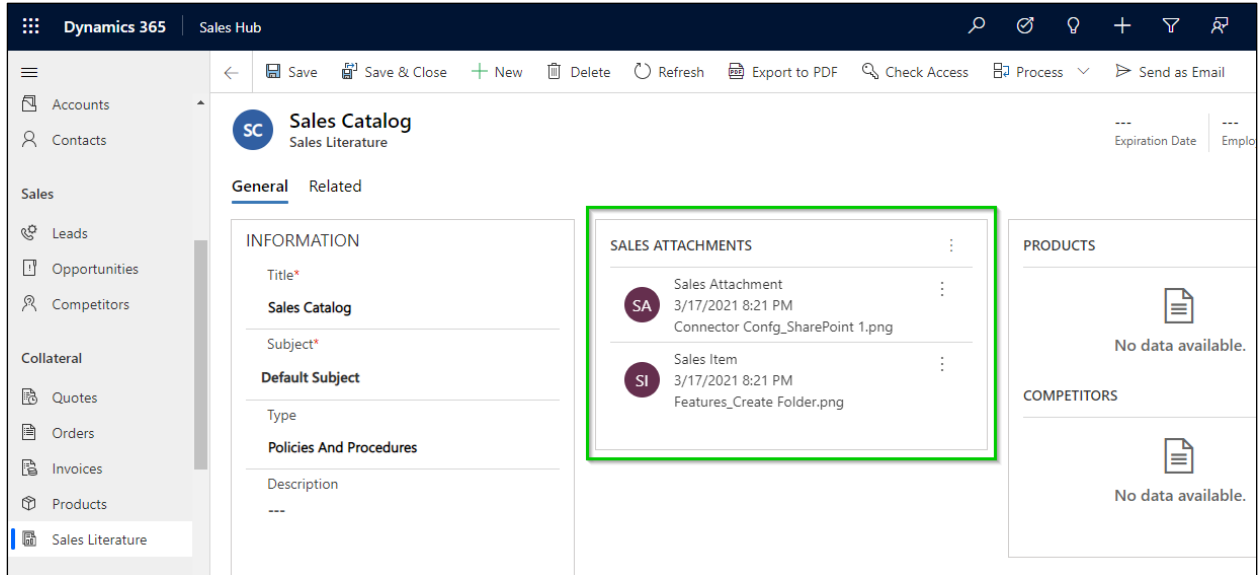 Dynamics 365
Sales Hub
Save
Save & Close
New
Delete
Refresh
Export to PDF
Check Access
Process
Send as Email
Accounts
Contacts
Sales
Leads
Opportunities
Competitors
Collateral
Quotes
Orders
Invoices
Products
Sales Literature
SC
Sales Catalog
Sales Literature
---
Expiration Date
---
Emplo
General
Related
INFORMATION
Title*
Sales Catalog
Subject*
Default Subject
Type
Policies And Procedures
Description
---
SALES ATTACHMENTS
SA
Sales Attachment
3/17/2021 8:21 PM
Connector Confg_SharePoint 1.png
SI
Sales Item
3/17/2021 8:21 PM
Features_Create Folder.png
PRODUCTS
No data available.
COMPETITORS
No data available.